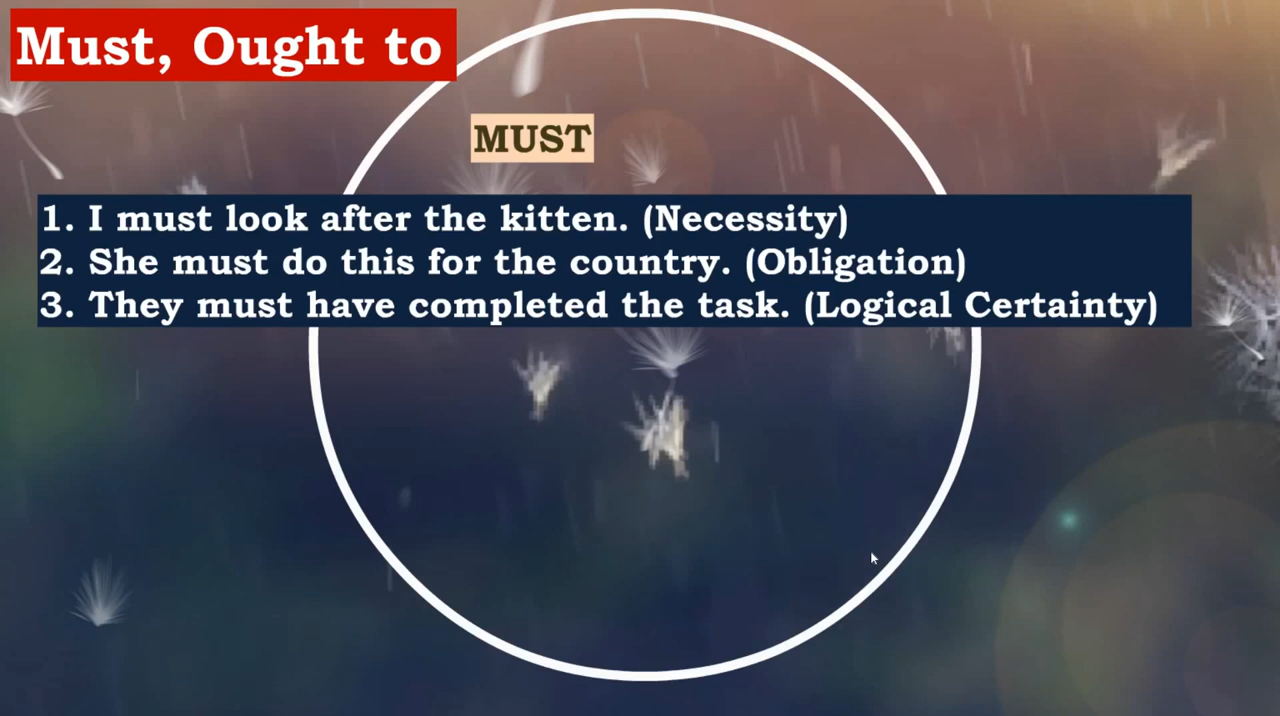 Must, Ought to
MUST
1. I must look after the kitten. (Necessity)
2. She must do this for the country. (Obligation)
3. They must have completed the task. (Logical Certainty)